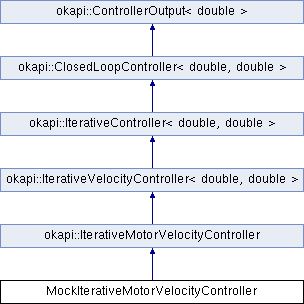 okapi::ControllerOutput< double >
okapi::ClosedLoopController< double, double >
okapi::IterativeController< double, double >
okapi::IterativeVelocityController< double, double >
okapi::IterativeMotorVelocityController
MockIterativeMotorVelocityController